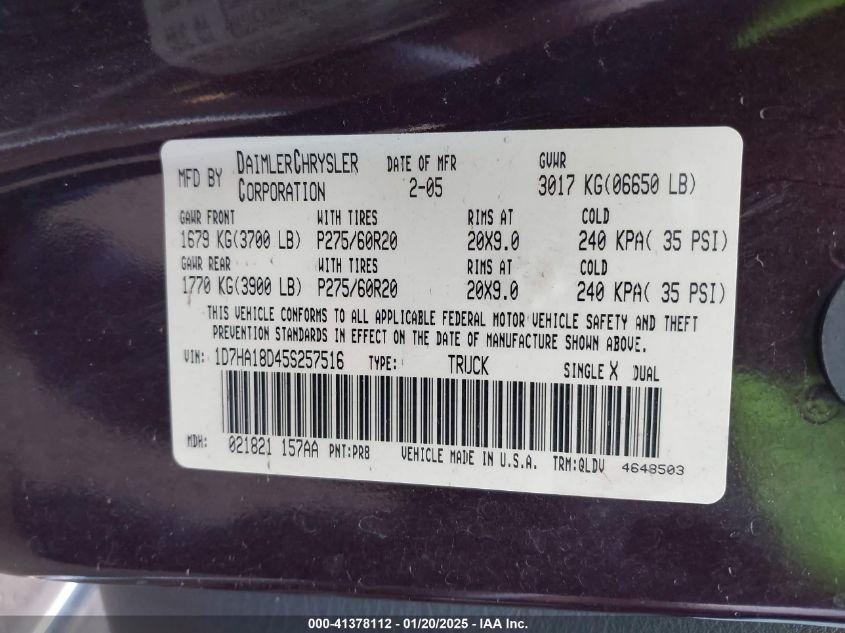 MFD BY DAIMLERCHRYSLER CORPORATION DATE OF MFR 2-05 GVWR 3017 KG(06650 LB)
GAWR FRONT WITH TIRES RIMS AT COLD
1679 KG(3700 LB) P275/60R20 20X9.0 240 KPA( 35 PSI)
GAWR REAR WITH TIRES RIMS AT COLD
1770 KG(3900 LB) P275/60R20 20X9.0 240 KPA( 35 PSI)
THIS VEHICLE CONFORMS TO ALL APPLICABLE FEDERAL MOTOR VEHICLE SAFETY AND THEFT
PREVENTION STANDARDS IN EFFECT ON THE DATE OF MANUFACTURE SHOWN ABOVE.
VIN: 1D7HA18D45S257516 TYPE: TRUCK SINGLE X DUAL
MDH: 021821 157AA PNT:PR8 VEHICLE MADE IN U.S.A. TRM:QLDV 4648503
000-41378112 - 01/20/2025 - IAA Inc.